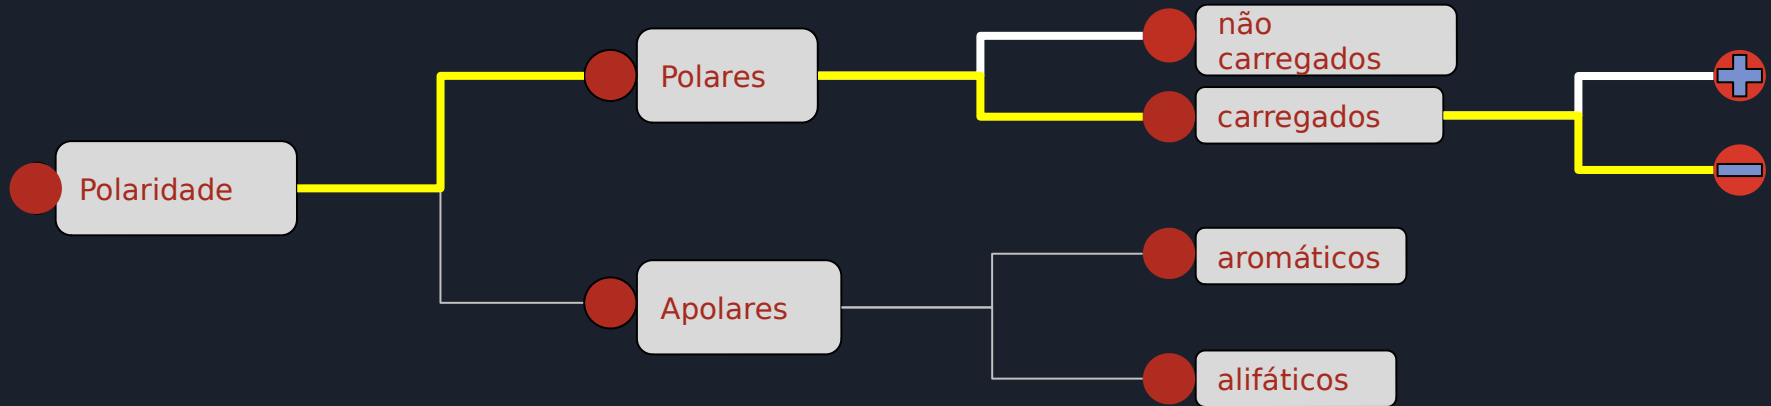 não
carregados
Polares
carregados
Polaridade
aromáticos
Apolares
alifáticos